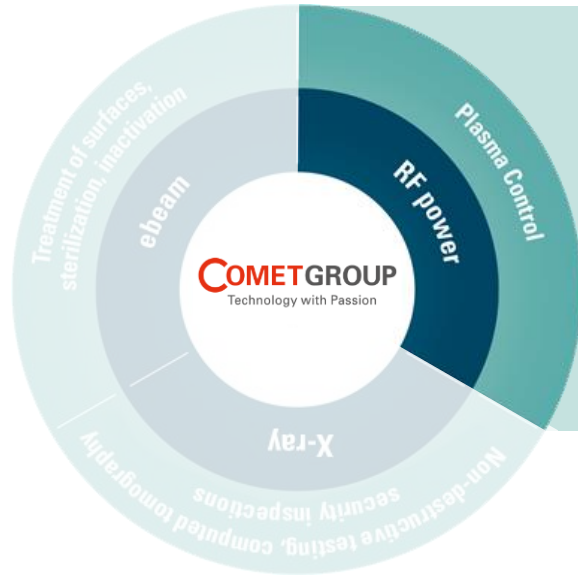 Treatment of surfaces,
sterilization, inactivation
ebeam
Plasma Control
RF power
COMETGROUP
Technology with Passion
X-ray
Non-destructive testing, computed tomography
security inspections